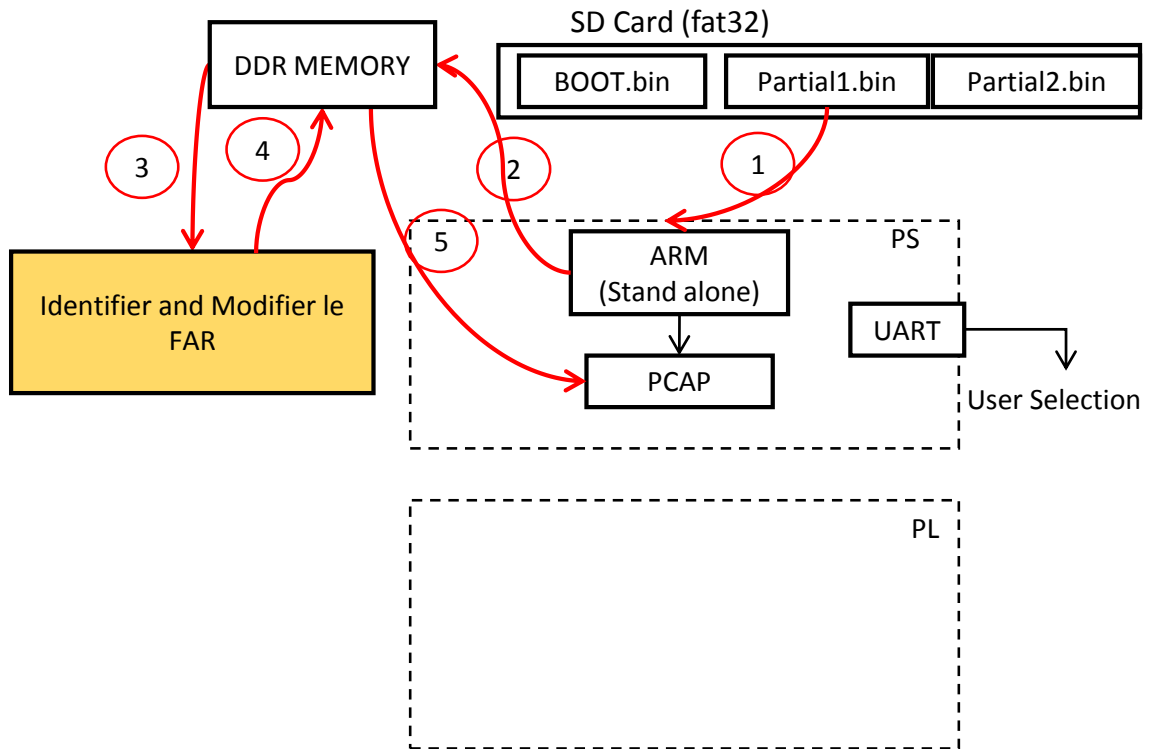 SD Card (fat32)
DDR MEMORY
BOOT.bin
Partial1.bin
Partial2.bin
3
4
2
1
5
PS
ARM
(Stand alone)
Identifier and Modifier le
FAR
UART
PCAP
User Selection
PL